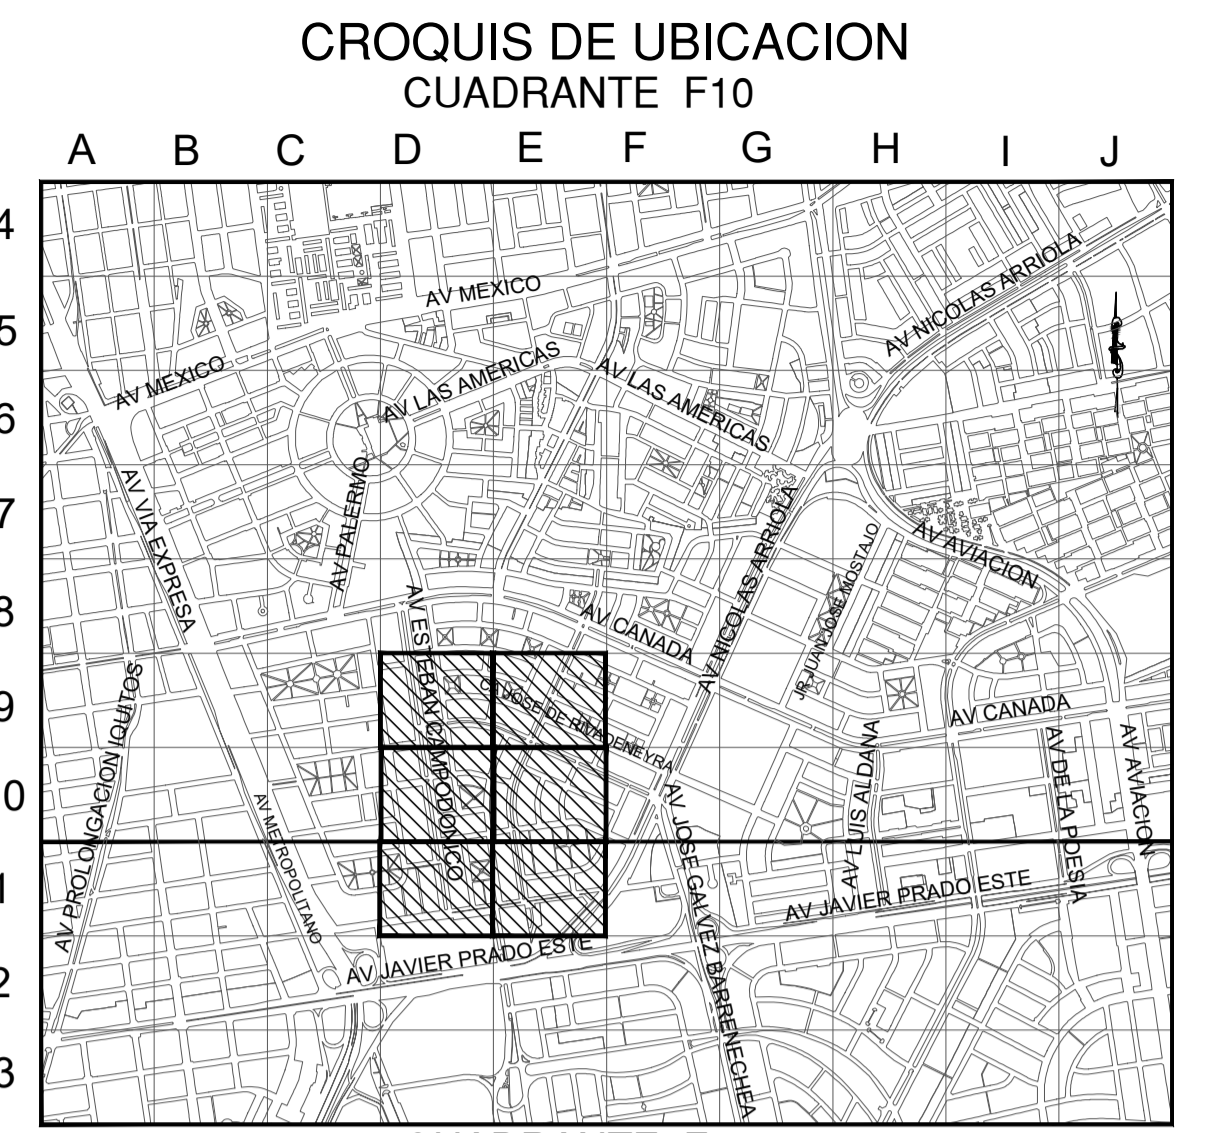 CROQUIS DE UBICACION
CUADRANTE F10
A B C D E F G H I J
4
5
6
7
8
9
0
1
2
3
AV NICOLAS ARRIOLA
AV MEXICO
AV MEXICO
AV LAS AMERICAS
AV LAS AMERICAS
AV VIA EXPRESA
AV PALERMO
AV NICOLAS ARRIOLA
JR JUAN JOSE MOSTAJO
AV AVIACION
AV ESTEBAN CAMPODONICO
AV CANADA
AV PROLONGACION IQUITOS
CA JOSE DE RIVADENEYRA
AV CANADA
AV LUIS ALDANA
AV DE LA POESIA
AV AVIACION
AV METROPOLITANO
AV JOSE GALVEZ BARRENECHEA
AV JAVIER PRADO ESTE
AV JAVIER PRADO ESTE